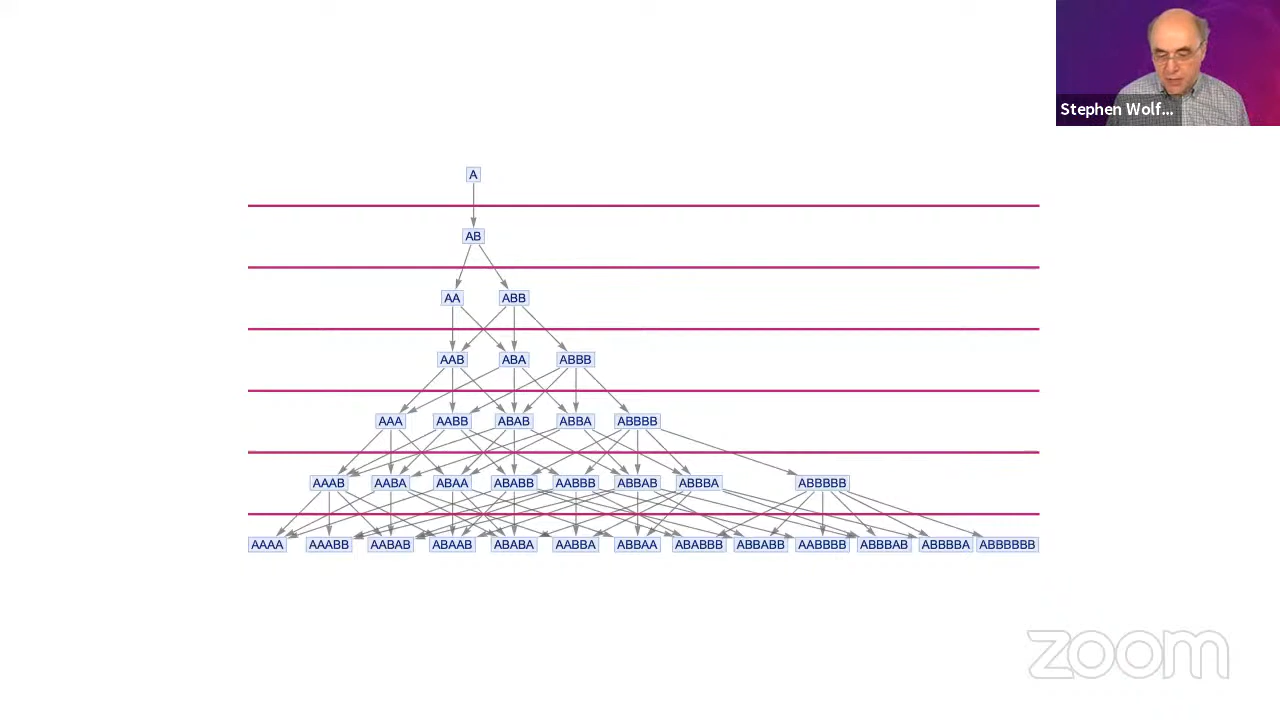 Stephen Wolf...
A
AB
AA ABB
AAB ABA ABBB
AAA AABB ABAB ABBA ABBBB
AAAB AABA ABAA ABABB AABBB ABBAB ABBBA ABBBBB
AAAA AAABB AABAB ABAAB ABABA AABBA ABBAA ABABBB ABBABB AABBBB ABBBAB ABBBBA ABBBBBB
zoom